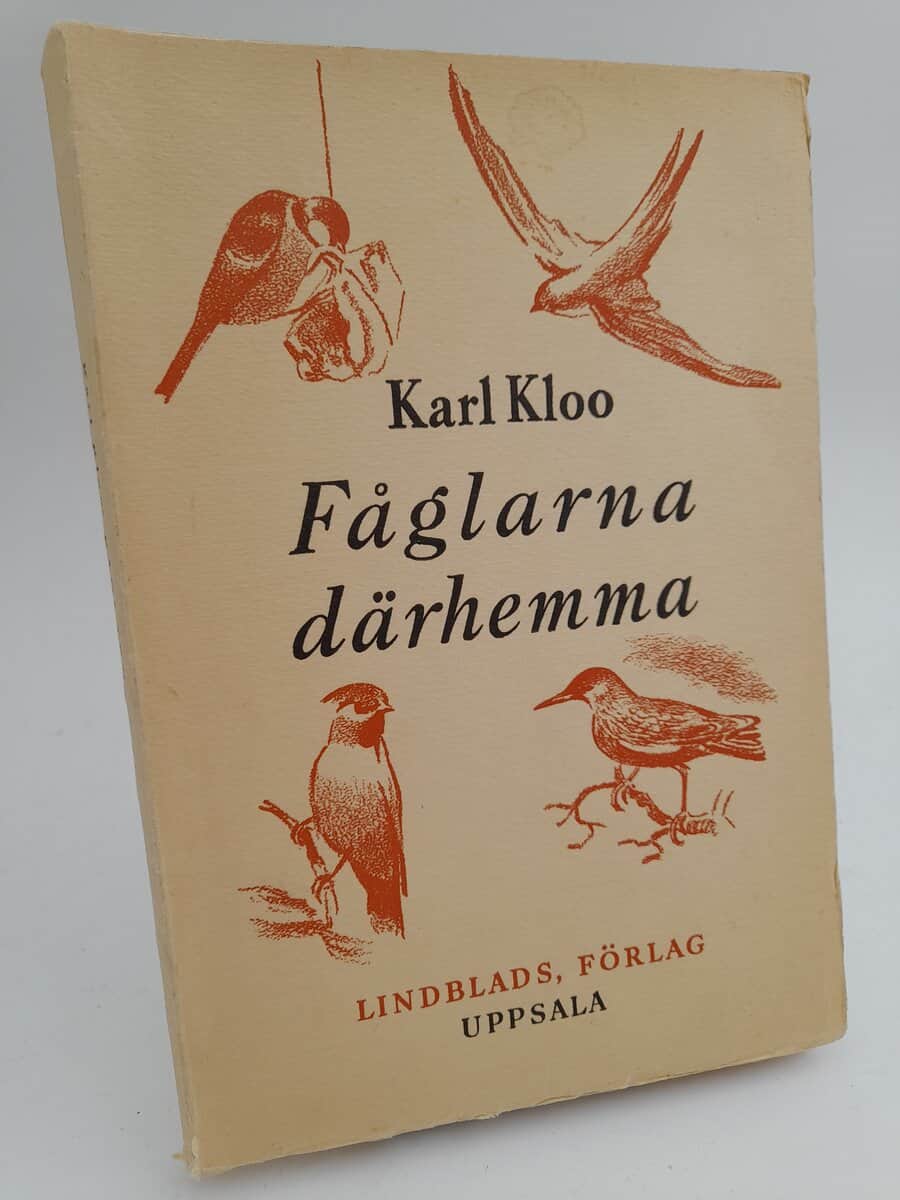 Karl Kloo
Fåglarna
därhemma
LINDBLADS, FÖRLAG
UPPSALA